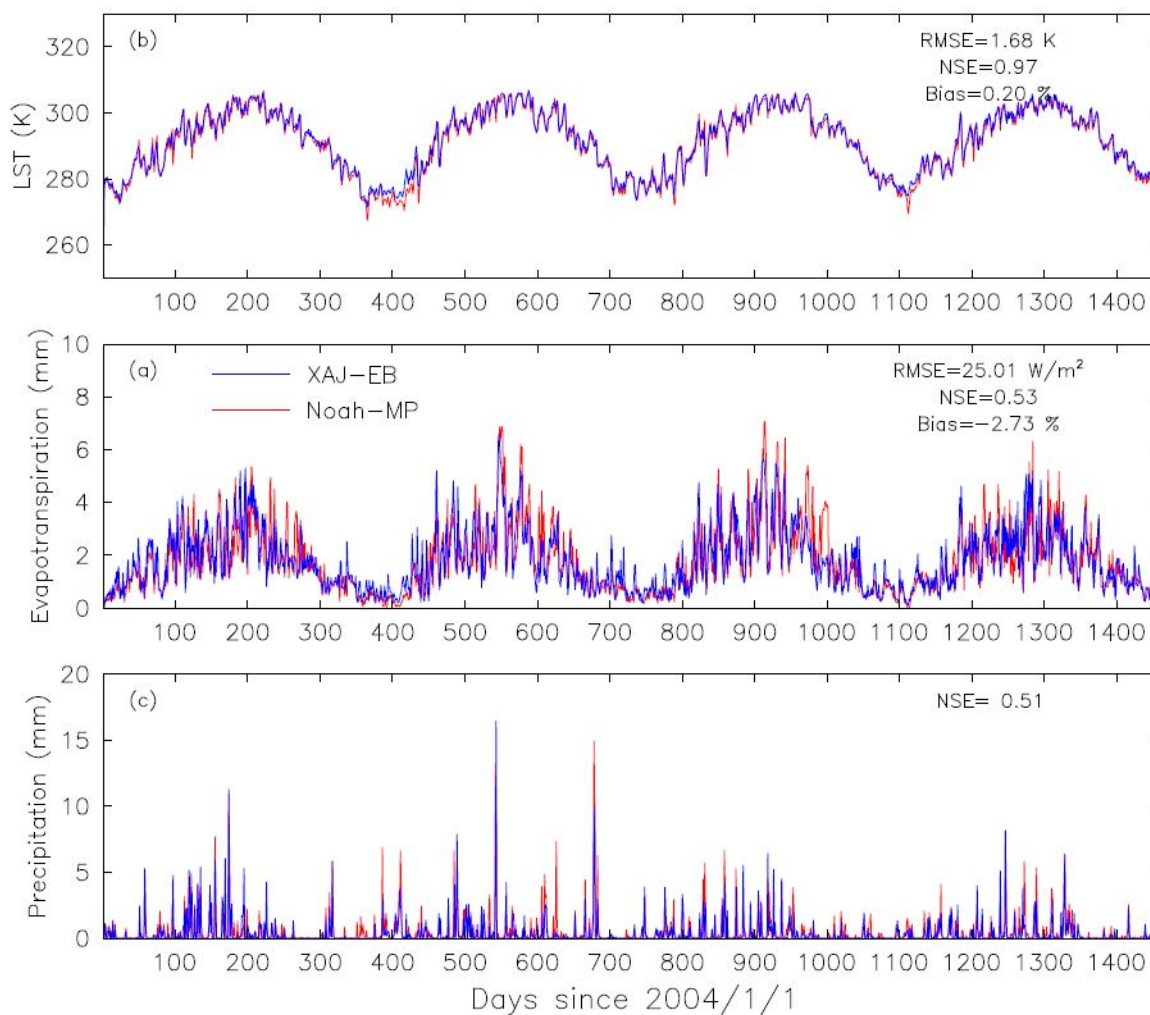 (b)
RMSE=1.68 K
NSE=0.97
Bias=0.20 %
LST (K)
320
300
280
260
100 200 300 400 500 600 700 800 900 1000 1100 1200 1300 1400
(a)
XAJ−EB
Noah−MP
RMSE=25.01 W/m²
NSE=0.53
Bias=−2.73 %
Evapotranspiration (mm)
10
8
6
4
2
0
100 200 300 400 500 600 700 800 900 1000 1100 1200 1300 1400
(c)
NSE= 0.51
Precipitation (mm)
20
15
10
5
0
100 200 300 400 500 600 700 800 900 1000 1100 1200 1300 1400
Days since 2004/1/1